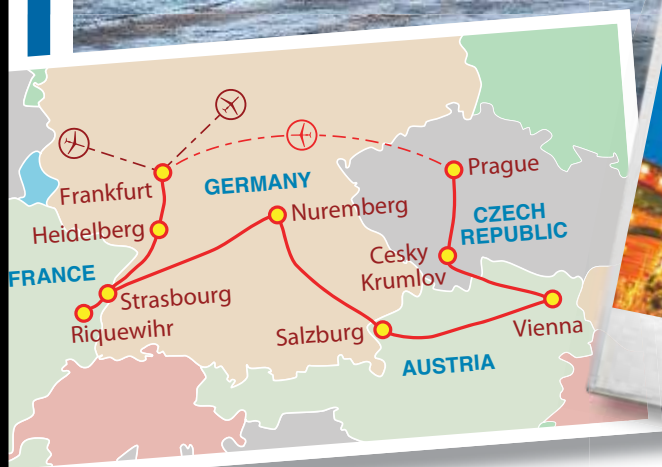 Frankfurt
GERMANY
Prague
Heidelberg
Nuremberg
CZECH
REPUBLIC
FRANCE
Strasbourg
Cesky
Krumlov
Riquewihr
Salzburg
Vienna
AUSTRIA